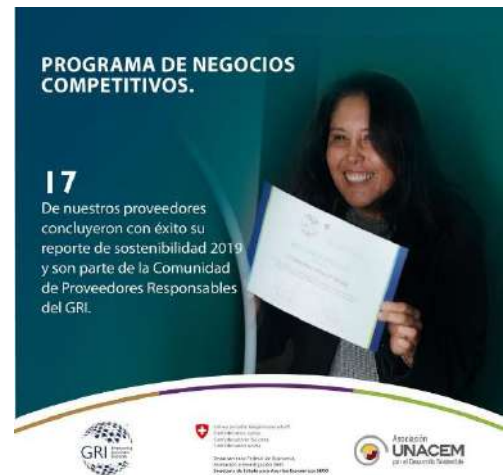 PROGRAMA DE NEGOCIOS
COMPETITIVOS.
17
De nuestros proveedores
concluyeron con éxito su
reporte de sostenibilidad 2019
y son parte de la Comunidad
de Proveedores Responsables
del GRI.
GRI
Asociación
UNACEM
por el Desarrollo Sostenible